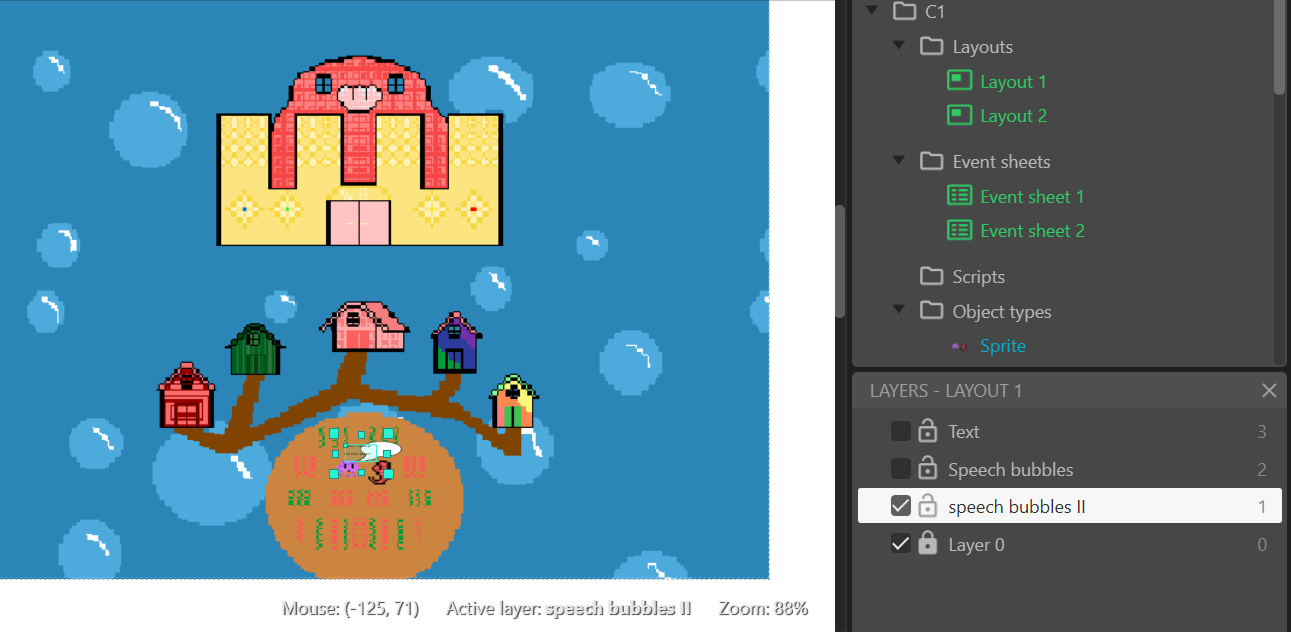 C1
Layouts
Layout 1
Layout 2
Event sheets
Event sheet 1
Event sheet 2
Scripts
Object types
Sprite
LAYERS - LAYOUT 1
Text 3
Speech bubbles 2
speech bubbles II 1
Layer 0 0
Mouse: (-125, 71) Active layer: speech bubbles II Zoom: 88%